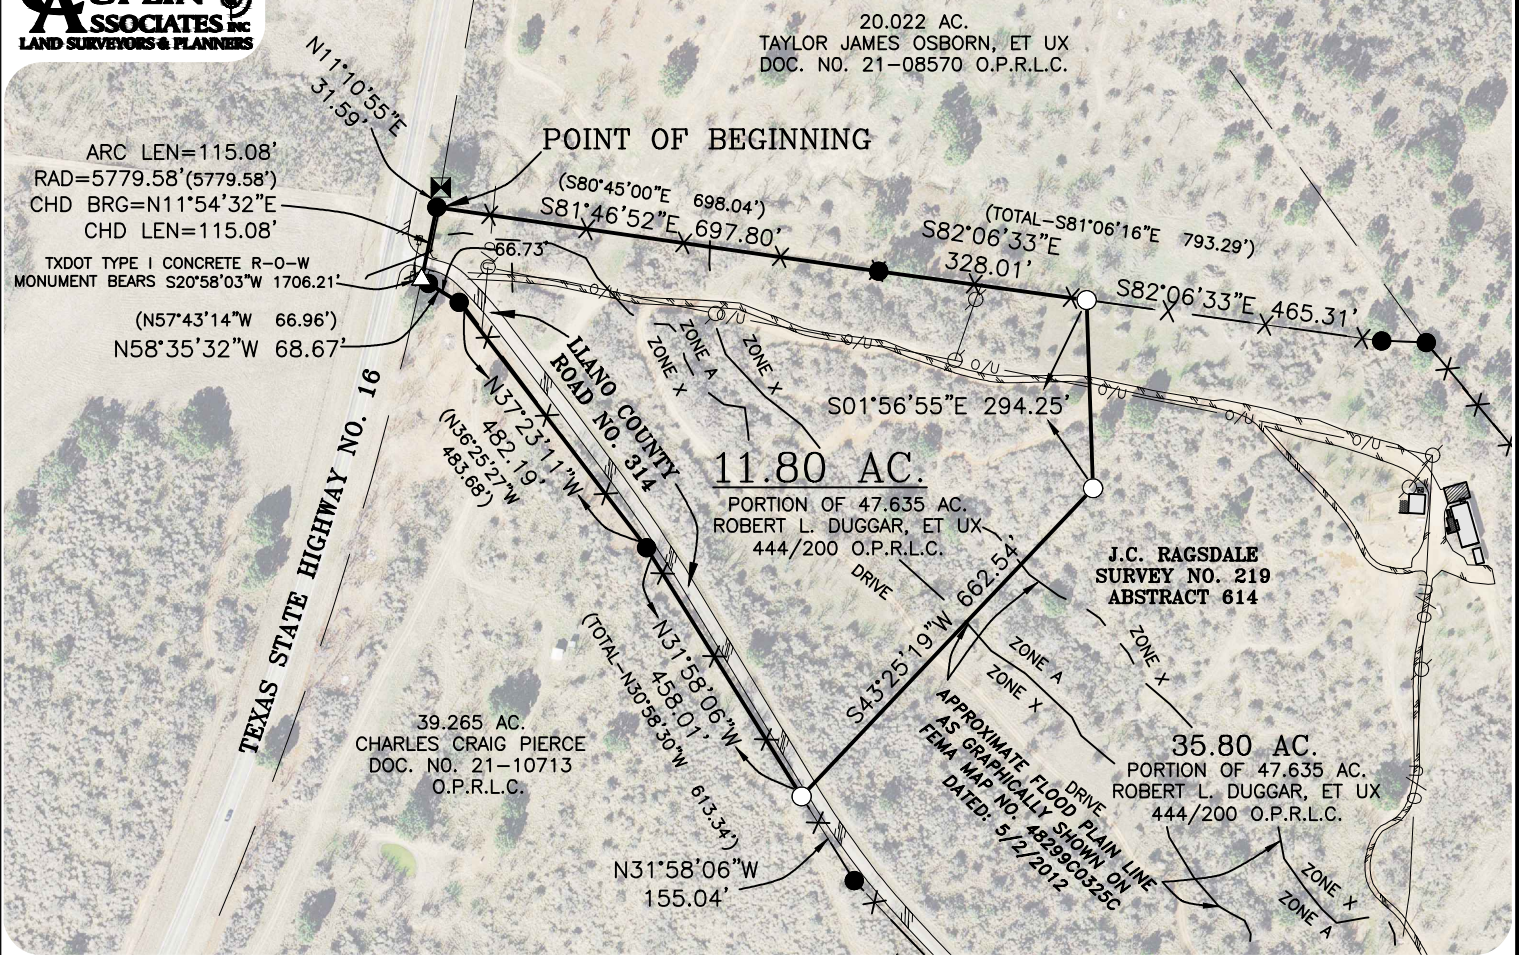 SSOCIATES INC
LAND SURVEYORS & PLANNERS
20.022 AC.
TAYLOR JAMES OSBORN, ET UX
DOC. NO. 21-08570 O.P.R.L.C.
N11°10'55"E
31.59'
POINT OF BEGINNING
ARC LEN=115.08'
RAD=5779.58'(5779.58')
CHD BRG=N11°54'32"E
CHD LEN=115.08'
(S80°45'00"E 698.04')
S81°46'52"E 697.80'
(TOTAL-S81°06'16"E 793.29')
S82°06'33"E
328.01'
S82°06'33"E 465.31'
66.73'
TXDOT TYPE I CONCRETE R-O-W
MONUMENT BEARS S20°58'03"W 1706.21'
(N57°43'14"W 66.96')
N58°35'32"W 68.67'
O/U
O/U
O/U
O/U
O/U
O/U
O/U
ZONE X
ZONE A
ZONE X
LLANO COUNTY
ROAD NO. 314
N37°23'11"W
482.19'
(N36°25'27"W
483.68')
S01°56'55"E 294.25'
TEXAS STATE HIGHWAY NO. 16
11.80 AC.
PORTION OF 47.635 AC.
ROBERT L. DUGGAR, ET UX
444/200 O.P.R.L.C.
DRIVE
J.C. RAGSDALE
SURVEY NO. 219
ABSTRACT 614
S43°25'19"W 662.54'
N31°58'06"W
458.01'
(TOTAL-N30°58'30"W 613.34')
ZONE A
ZONE X
ZONE X
39.265 AC.
CHARLES CRAIG PIERCE
DOC. NO. 21-10713
O.P.R.L.C.
APPROXIMATE FLOOD PLAIN LINE
AS GRAPHICALLY SHOWN ON
FEMA MAP NO. 48299C0325C
DATED: 5/2/2012
DRIVE
35.80 AC.
PORTION OF 47.635 AC.
ROBERT L. DUGGAR, ET UX
444/200 O.P.R.L.C.
N31°58'06"W
155.04'
ZONE X
ZONE A